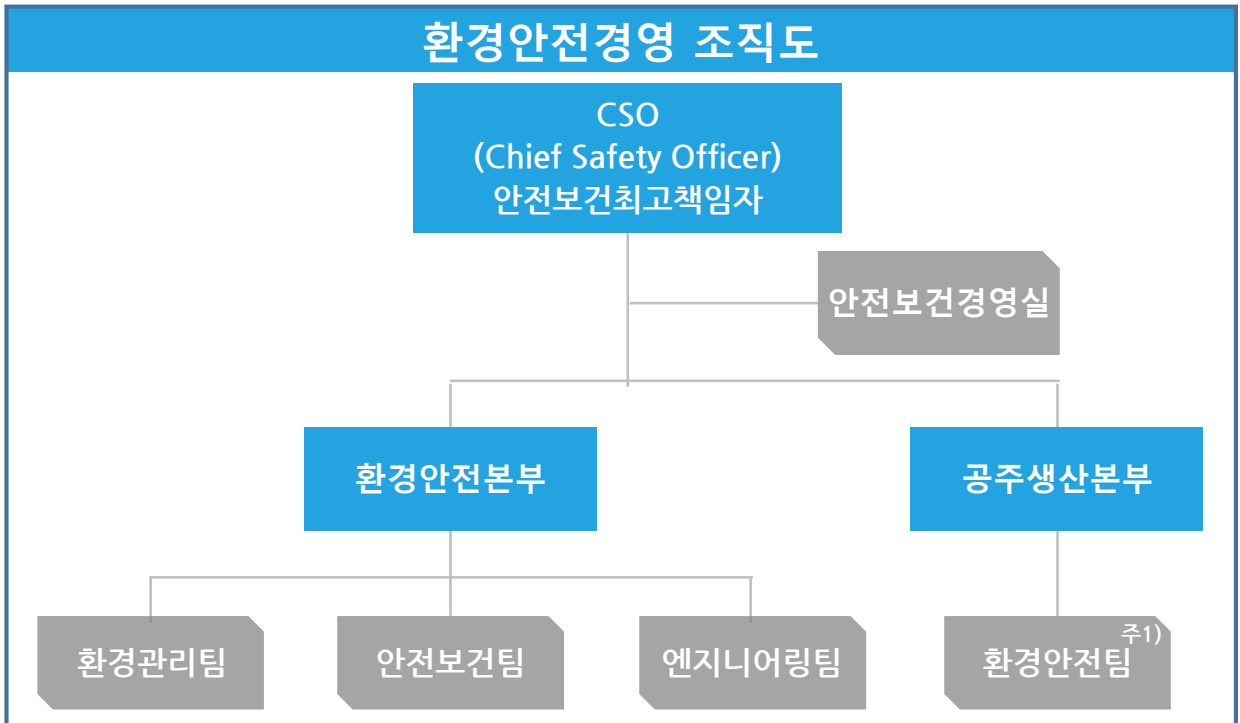 환경안전경영 조직도
CSO
(Chief Safety Officer)
안전보건최고책임자
안전보건경영실
환경안전본부
공주생산본부
환경관리팀
안전보건팀
엔지니어링팀
환경안전팀 주1)